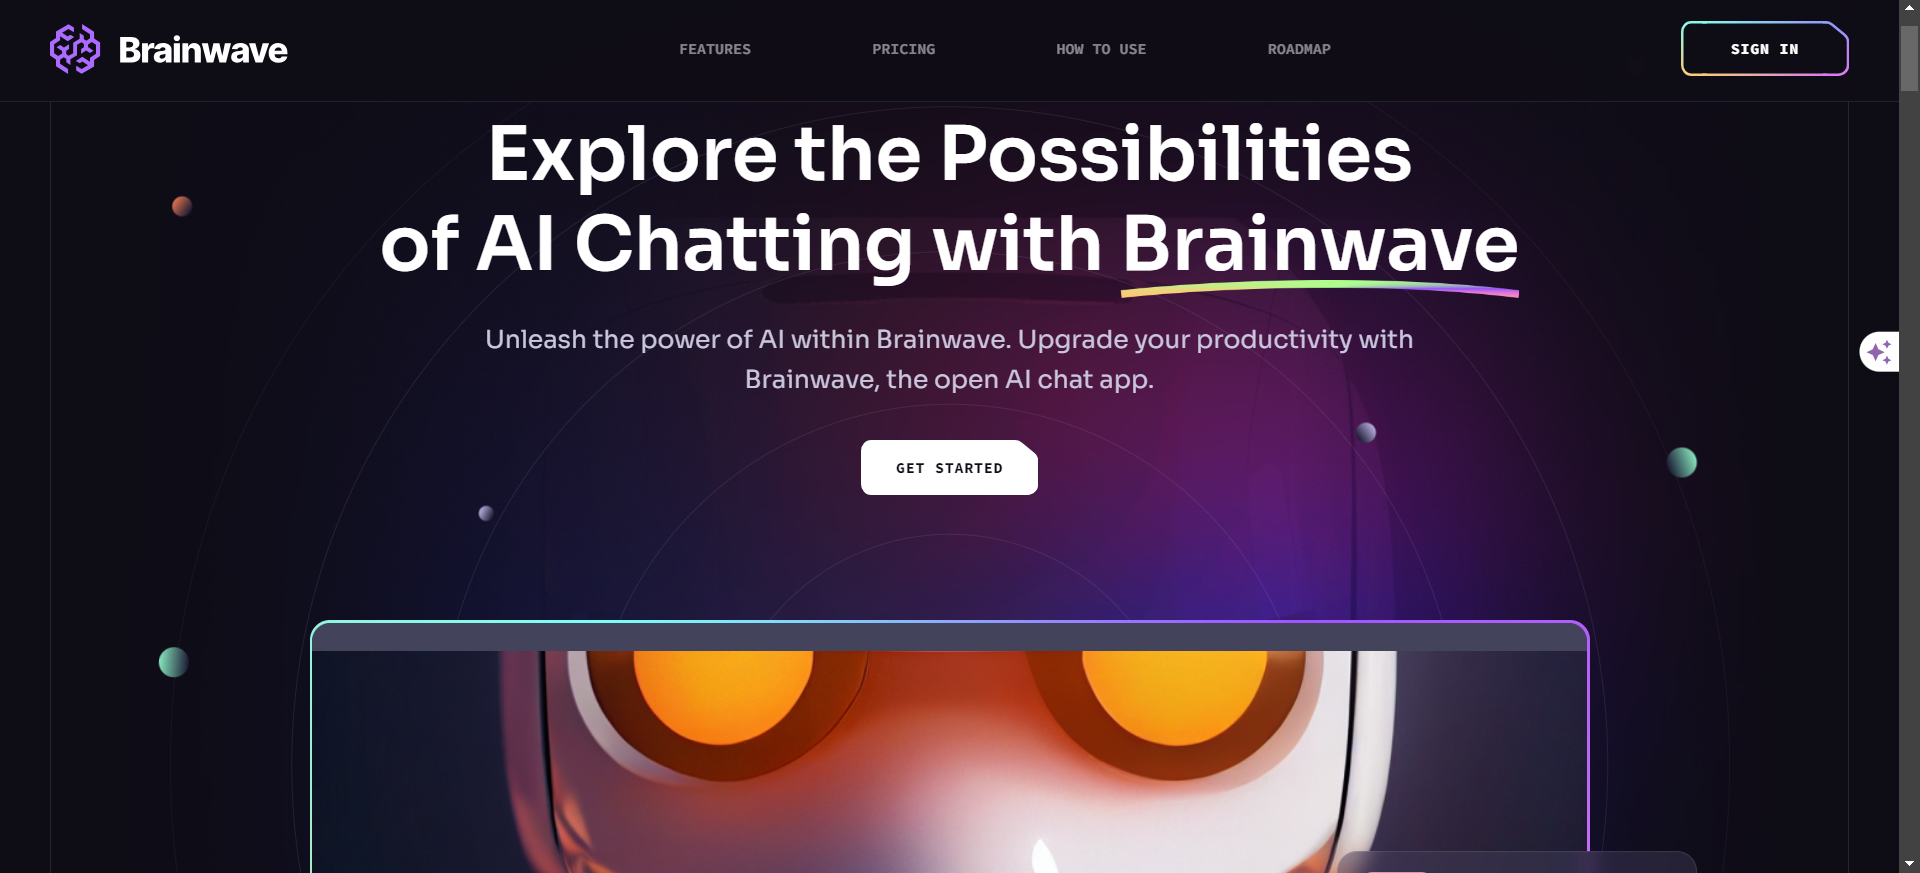 Brainwave
FEATURES
PRICING
HOW TO USE
ROADMAP
SIGN IN
Explore the Possibilities
of AI Chatting with Brainwave
Unleash the power of AI within Brainwave. Upgrade your productivity with
Brainwave, the open AI chat app.
GET STARTED